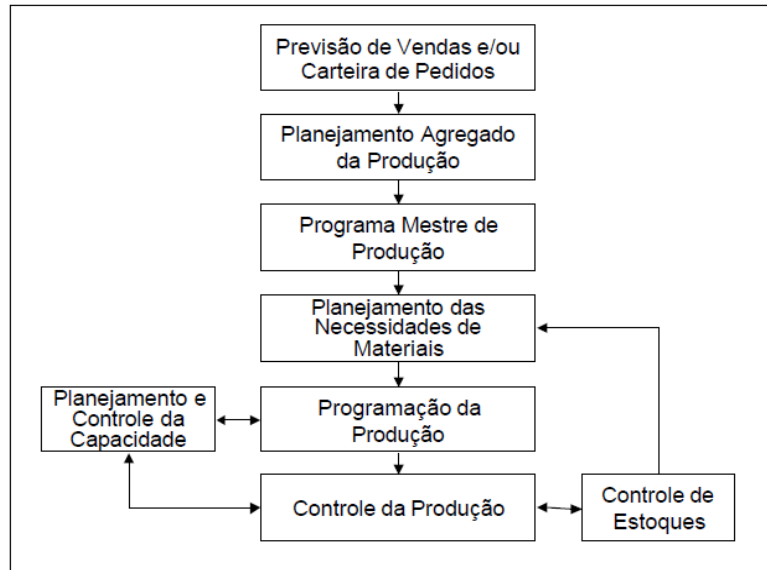 Previsão de Vendas e/ou
Carteira de Pedidos
Planejamento Agregado
da Produção
Programa Mestre de
Produção
Planejamento das
Necessidades de
Materiais
Planejamento e
Controle da
Capacidade
Programação da
Produção
Controle da Produção
Controle de
Estoques